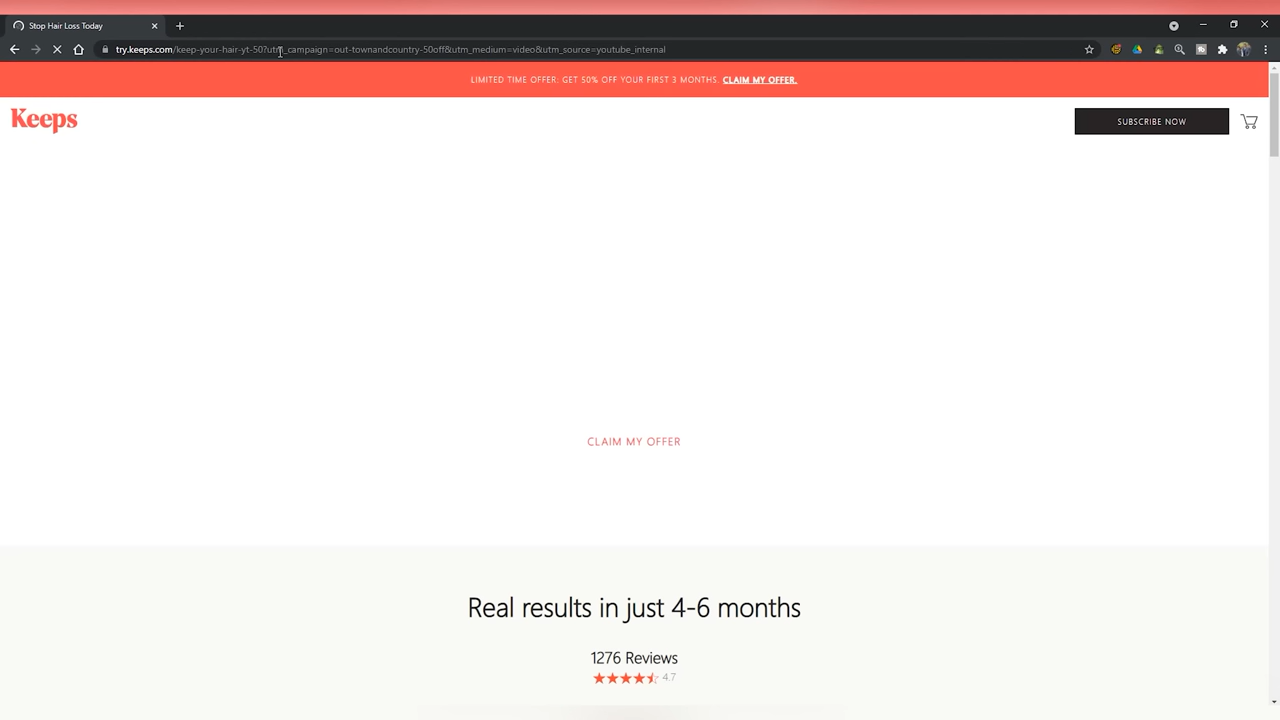 Stop Hair Loss Today
try.keeps.com/keep-your-hair-yt-50?utm_campaign=out-townandcountry-50off&utm_medium=video&utm_source=youtube_internal
LIMITED TIME OFFER. GET 50% OFF YOUR FIRST 3 MONTHS. CLAIM MY OFFER.
Keeps
SUBSCRIBE NOW
CLAIM MY OFFER
Real results in just 4-6 months
1276 Reviews
4.7